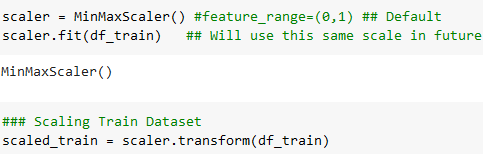 scaler = MinMaxScaler() #feature_range=(0,1) ## Default
scaler.fit(df_train)   ## Will use this same scale in future
MinMaxScaler()
### Scaling Train Dataset
scaled_train = scaler.transform(df_train)